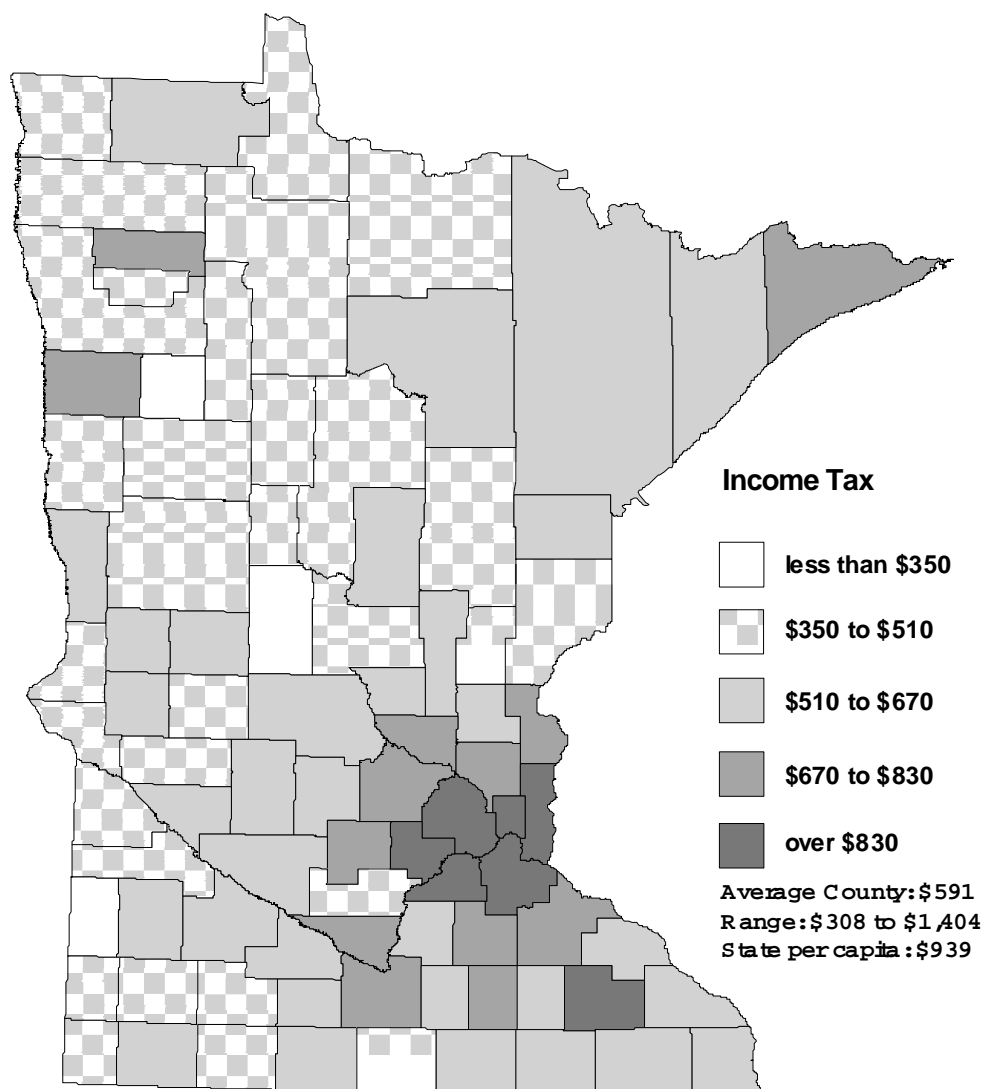 Income Tax
less than $350
$350 to $510
$510 to $670
$670 to $830
over $830
Average County: $591
Range: $308 to $1,404
State per capita: $939